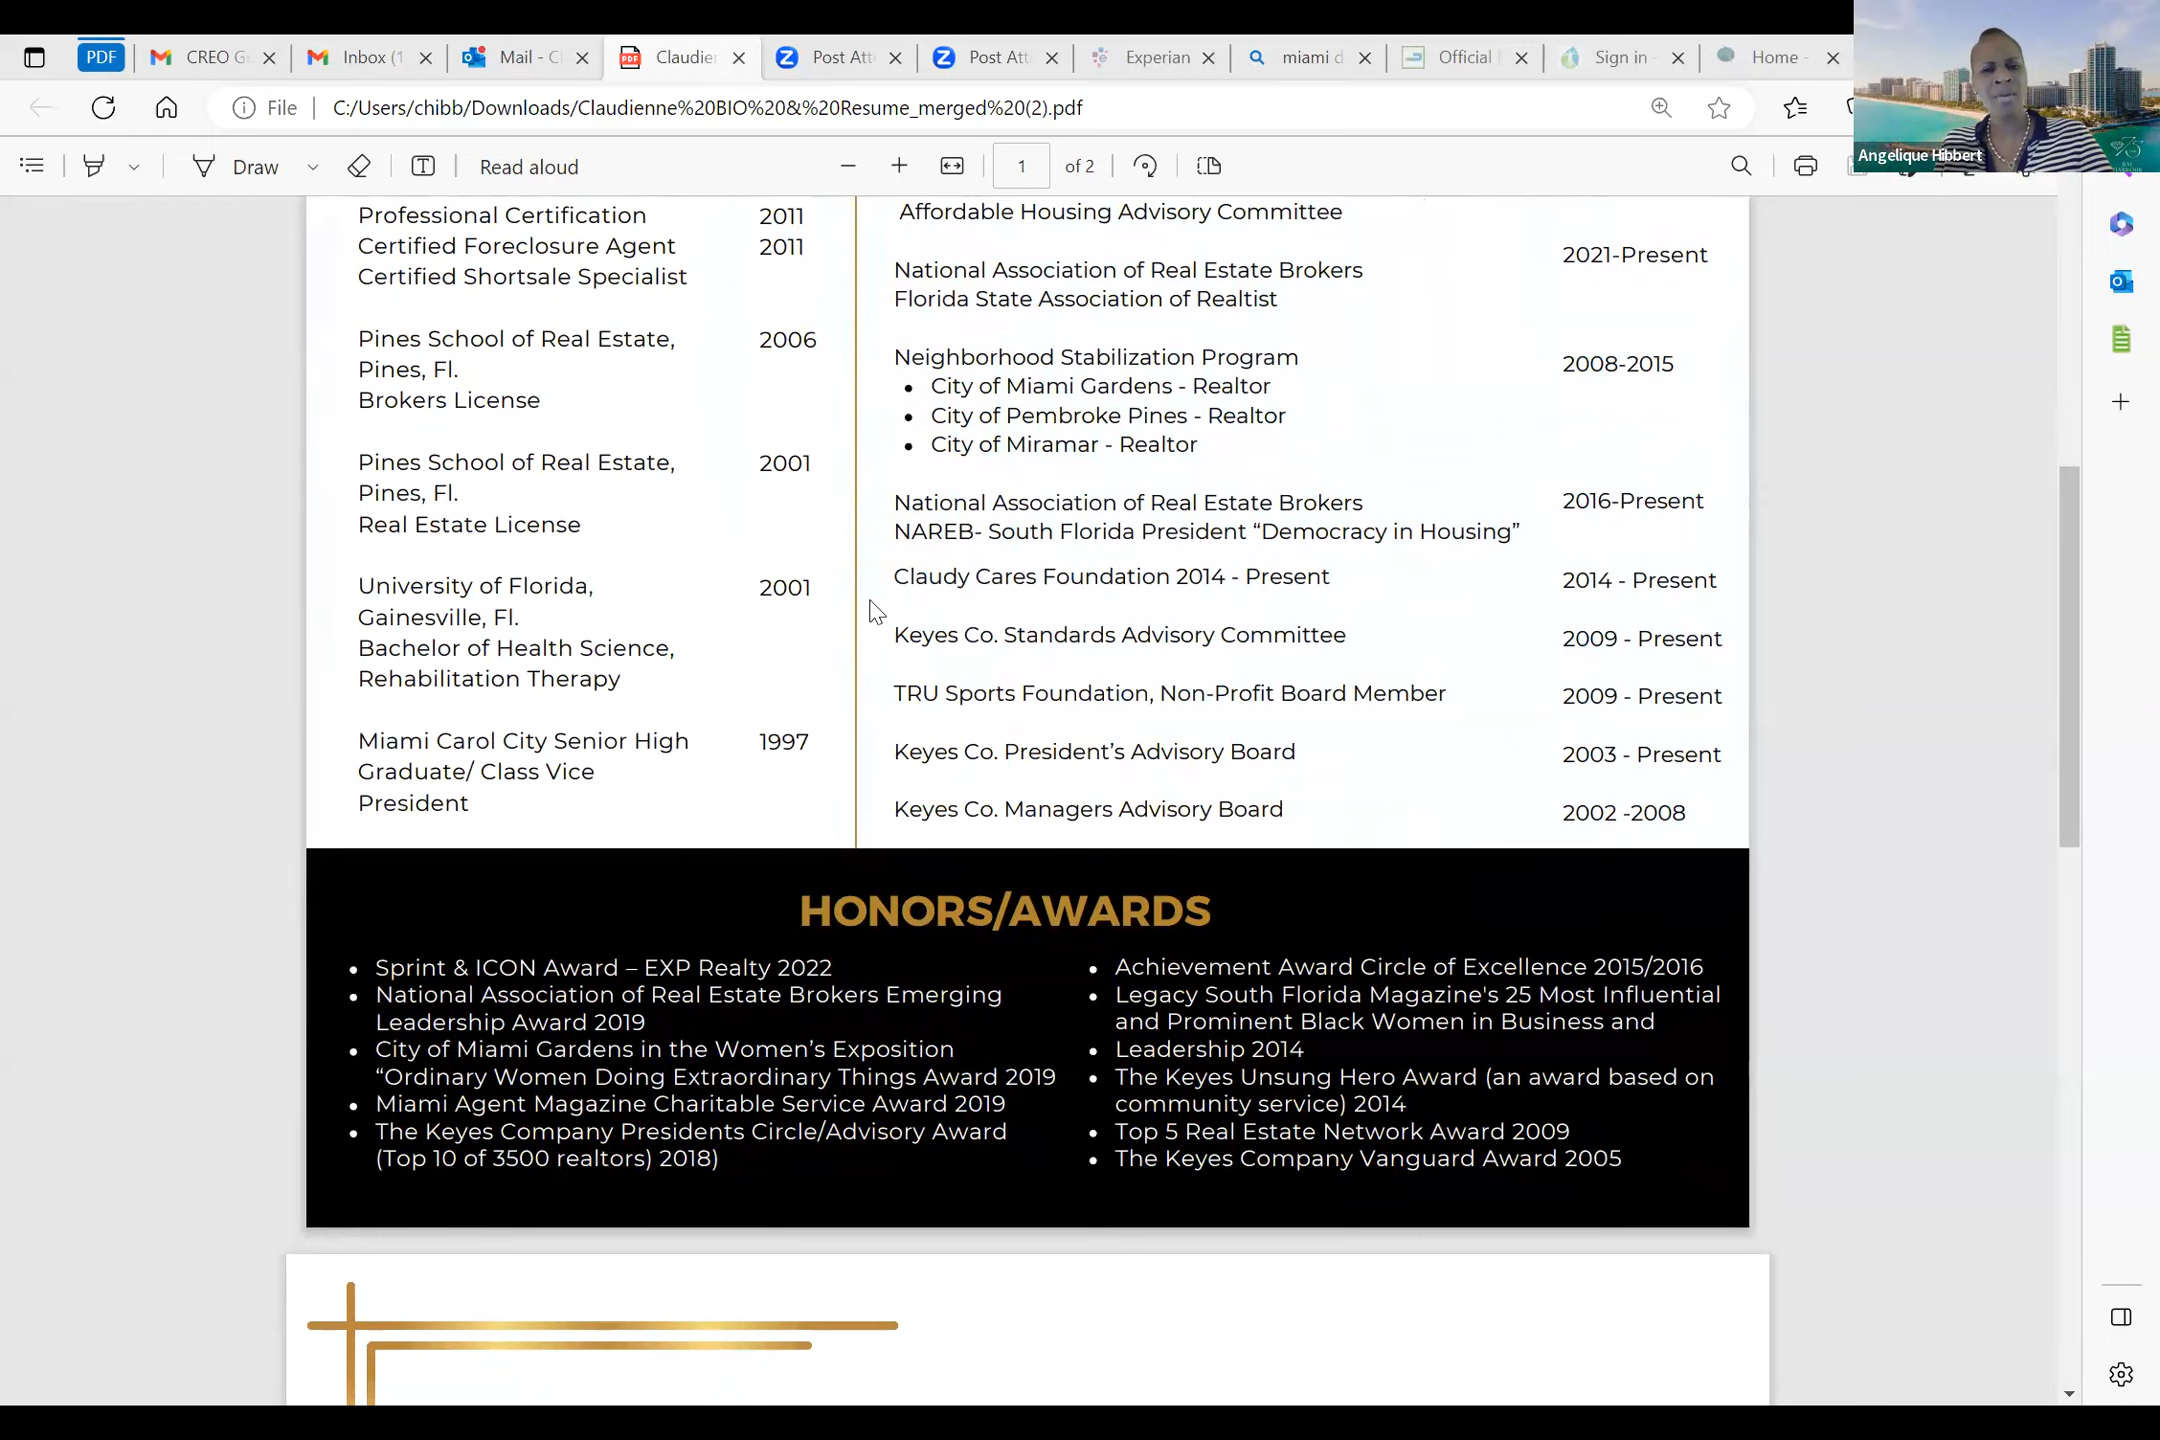 PDF
CREO G
Inbox (1
Mail - C
Claudien
Post Att
Post Att
Experian
miami d
Official
Sign in
Home -
File
C:/Users/chibb/Downloads/Claudienne%20BIO%20&%20Resume_merged%20(2).pdf
Angelique Hibbert
Draw
Read aloud
1 of 2
Professional Certification 2011
Certified Foreclosure Agent 2011
Certified Shortsale Specialist
Pines School of Real Estate, 2006
Pines, Fl.
Brokers License
Pines School of Real Estate, 2001
Pines, Fl.
Real Estate License
University of Florida, 2001
Gainesville, Fl.
Bachelor of Health Science,
Rehabilitation Therapy
Miami Carol City Senior High 1997
Graduate/ Class Vice
President
Affordable Housing Advisory Committee
2021-Present
National Association of Real Estate Brokers
Florida State Association of Realtist
Neighborhood Stabilization Program 2008-2015
• City of Miami Gardens - Realtor
• City of Pembroke Pines - Realtor
• City of Miramar - Realtor
National Association of Real Estate Brokers 2016-Present
NAREB- South Florida President “Democracy in Housing”
Claudy Cares Foundation 2014 - Present 2014 - Present
Keyes Co. Standards Advisory Committee 2009 - Present
TRU Sports Foundation, Non-Profit Board Member 2009 - Present
Keyes Co. President’s Advisory Board 2003 - Present
Keyes Co. Managers Advisory Board 2002 -2008
HONORS/AWARDS
• Sprint & ICON Award – EXP Realty 2022
• National Association of Real Estate Brokers Emerging
Leadership Award 2019
• City of Miami Gardens in the Women’s Exposition
“Ordinary Women Doing Extraordinary Things Award 2019
• Miami Agent Magazine Charitable Service Award 2019
• The Keyes Company Presidents Circle/Advisory Award
(Top 10 of 3500 realtors) 2018)
• Achievement Award Circle of Excellence 2015/2016
• Legacy South Florida Magazine's 25 Most Influential
and Prominent Black Women in Business and
• Leadership 2014
• The Keyes Unsung Hero Award (an award based on
community service) 2014
• Top 5 Real Estate Network Award 2009
• The Keyes Company Vanguard Award 2005